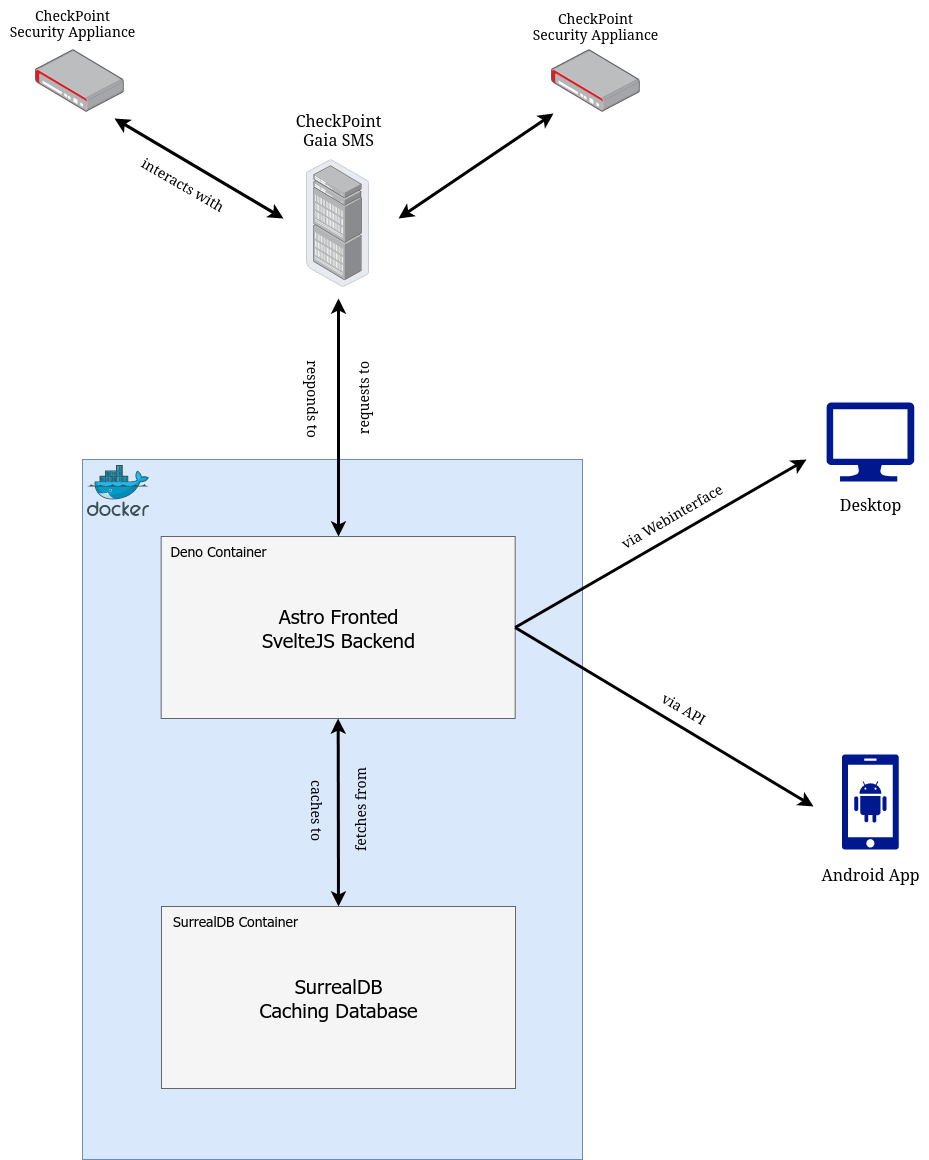 CheckPoint
Security Appliance
CheckPoint
Security Appliance
CheckPoint
Gaia SMS
interacts with
responds to
requests to
docker
Deno Container
Astro Fronted
SvelteJS Backend
via Webinterface
Desktop
via API
Android App
caches to
fetches from
SurrealDB Container
SurrealDB
Caching Database